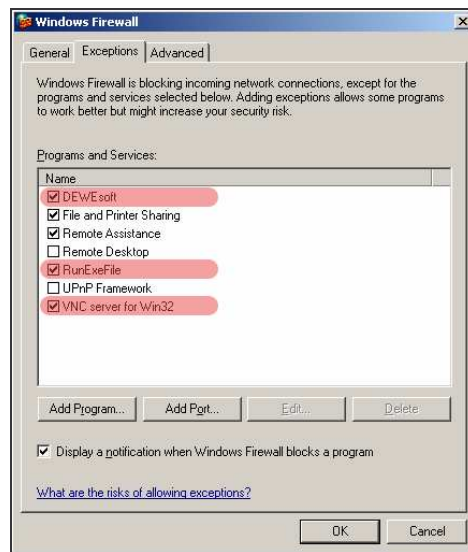 Windows Firewall
General Exceptions Advanced
Windows Firewall is blocking incoming network connections, except for the
programs and services selected below. Adding exceptions allows some programs
to work better but might increase your security risk.
Programs and Services:
Name
DEWEsoft
File and Printer Sharing
Remote Assistance
Remote Desktop
RunExeFile
UPnP Framework
VNC server for Win32
Add Program... Add Port... Edit... Delete
Display a notification when Windows Firewall blocks a program
What are the risks of allowing exceptions?
OK Cancel